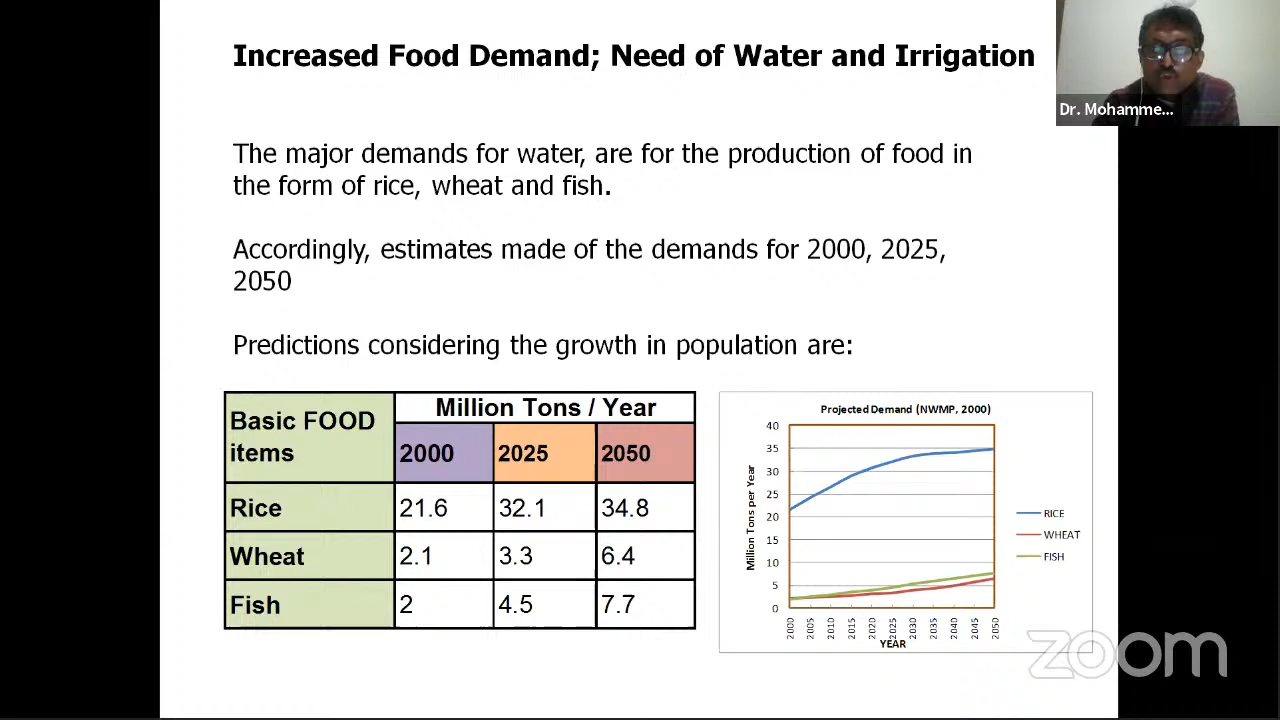 Increased Food Demand; Need of Water and Irrigation
Dr. Mohamme...
The major demands for water, are for the production of food in
the form of rice, wheat and fish.
Accordingly, estimates made of the demands for 2000, 2025,
2050
Predictions considering the growth in population are:
Basic FOOD
items
Million Tons / Year
2000 2025 2050
Rice 21.6 32.1 34.8
Wheat 2.1 3.3 6.4
Fish 2 4.5 7.7
Projected Demand (NWMP, 2000)
Million Tons per Year
40
35
30
25
20
15
10
5
0
2000 2005 2010 2015 2020 2025 2030 2035 2040 2045 2050
YEAR
RICE
WHEAT
FISH
zoom